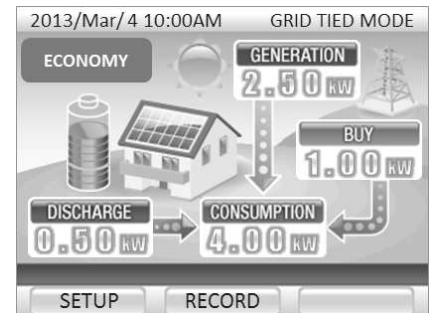 2013/Mar/ 4 10:00AM GRID TIED MODE
ECONOMY
GENERATION
2.50 kW
BUY
1.00 kW
DISCHARGE
0.50 kW
CONSUMPTION
4.00 kW
SETUP RECORD